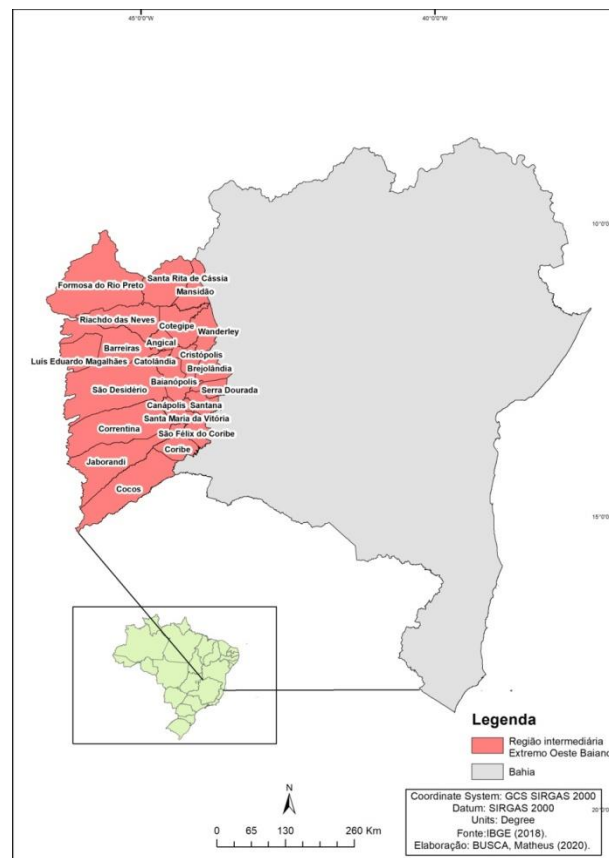 45°0'0"W 40°0'0"W
10°0'0"
Santa Rita de Cássia
Formosa do Rio Preto
Mansidão
Riachdo das Neves
Cotegipe
Wanderley
Angical
Barreiras
Cristópolis
Luis Eduardo Magalhães
Catolândia
Brejolândia
Baianópolis
São Desidério
Serra Dourada
Canápolis
Santana
Santa Maria da Vitória
Correntina
São Félix do Coribe
Coribe
Jaborandi
Cocos
15°0'0"
Legenda
Região intermediária
Extremo Oeste Baiano
Bahia
N
0 65 130 260 Km
Coordinate System: GCS SIRGAS 2000
Datum: SIRGAS 2000
Units: Degree
Fonte:IBGE (2018).
Elaboração: BUSCA, Matheus (2020).
20°0'0"